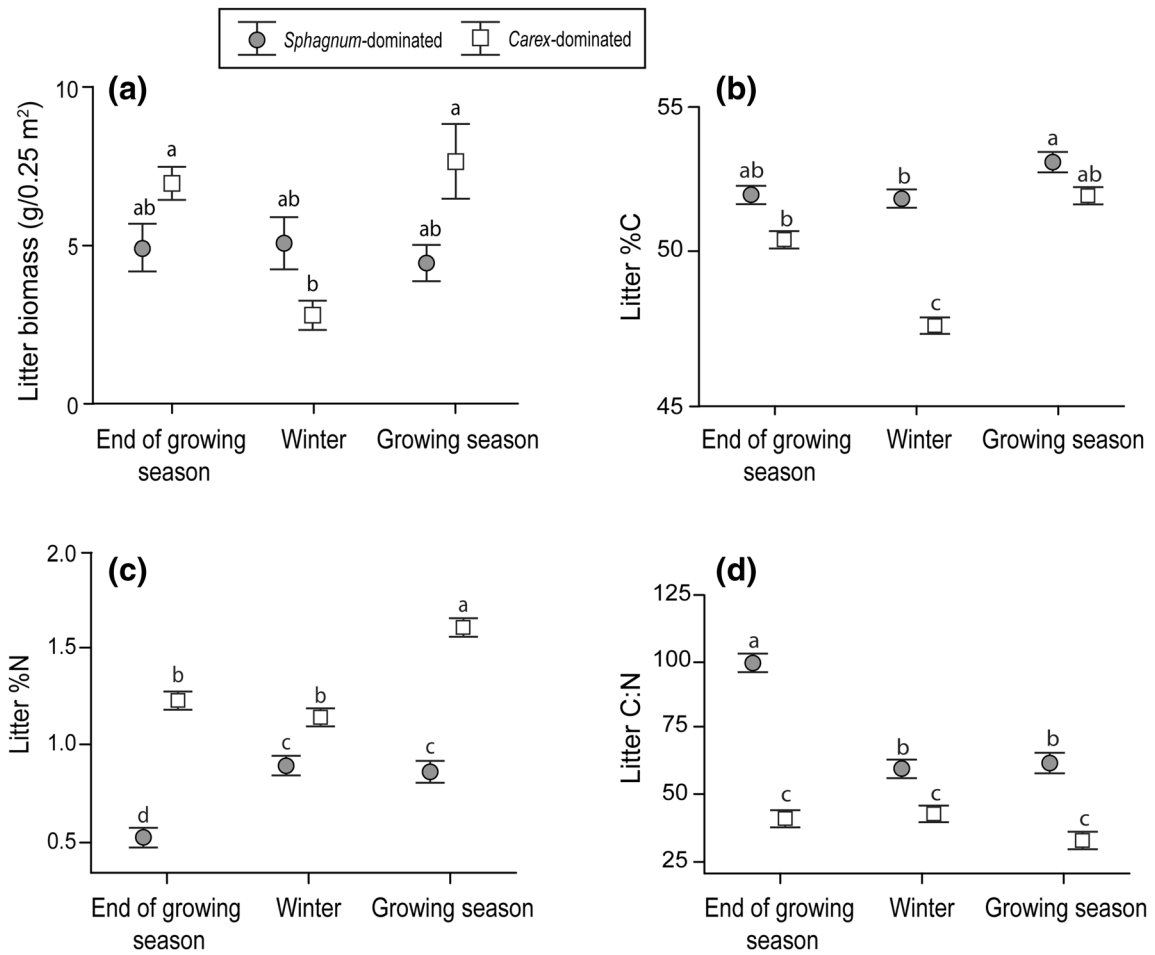 Sphagnum-dominated Carex-dominated
(a)
Litter biomass (g/0.25 m²)
10
5
0
ab
a
ab
b
ab
a
End of growing
season
Winter
Growing season
(b)
Litter %C
55
50
45
ab
b
b
c
a
ab
End of growing
season
Winter
Growing season
(c)
Litter %N
2.0
1.5
1.0
0.5
d
b
c
b
c
a
End of growing
season
Winter
Growing season
(d)
Litter C:N
125
100
75
50
25
a
c
b
c
b
c
End of growing
season
Winter
Growing season